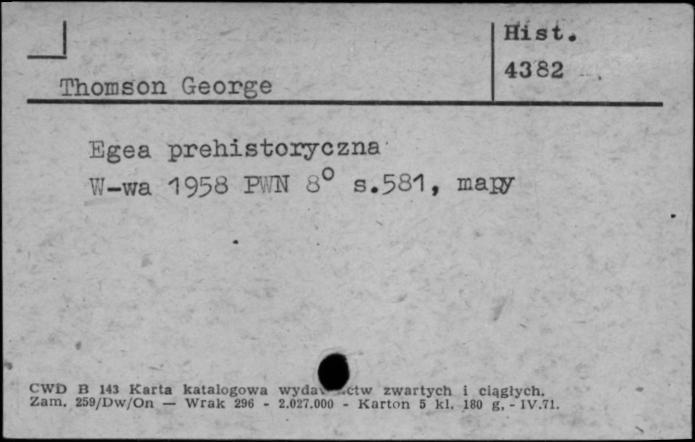 Hist.
4382
Thomson George
Egea prehistoryczna
W-wa 1958 PWN 8° s.581, mapy
CWD B 143 Karta katalogowa zwartych i ciągłych.
Zam. 259/Dw/On — Wrak 296 - 2.027.000 - Karton 5 kl. 180 g. - IV.71.